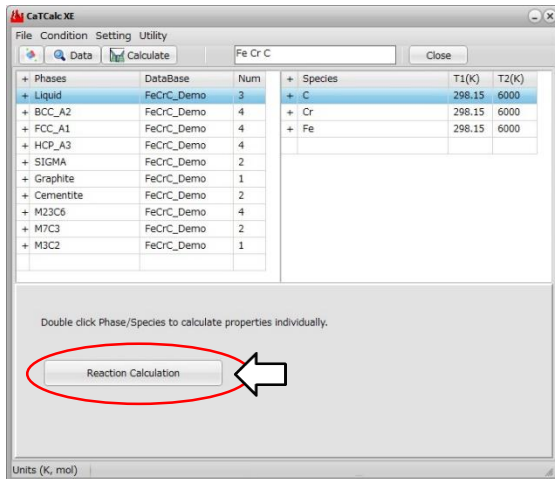 CaTCalc XE
File Condition Setting Utility
Data Calculate Fe Cr C Close
+ Phases DataBase Num + Species T1(K) T2(K)
+ Liquid FeCrC_Demo 3 + C 298.15 6000
+ BCC_A2 FeCrC_Demo 4 + Cr 298.15 6000
+ FCC_A1 FeCrC_Demo 4 + Fe 298.15 6000
+ HCP_A3 FeCrC_Demo 4
+ SIGMA FeCrC_Demo 2
+ Graphite FeCrC_Demo 1
+ Cementite FeCrC_Demo 2
+ M23C6 FeCrC_Demo 4
+ M7C3 FeCrC_Demo 2
+ M3C2 FeCrC_Demo 1
Double click Phase/Species to calculate properties individually.
Reaction Calculation
Units (K, mol)